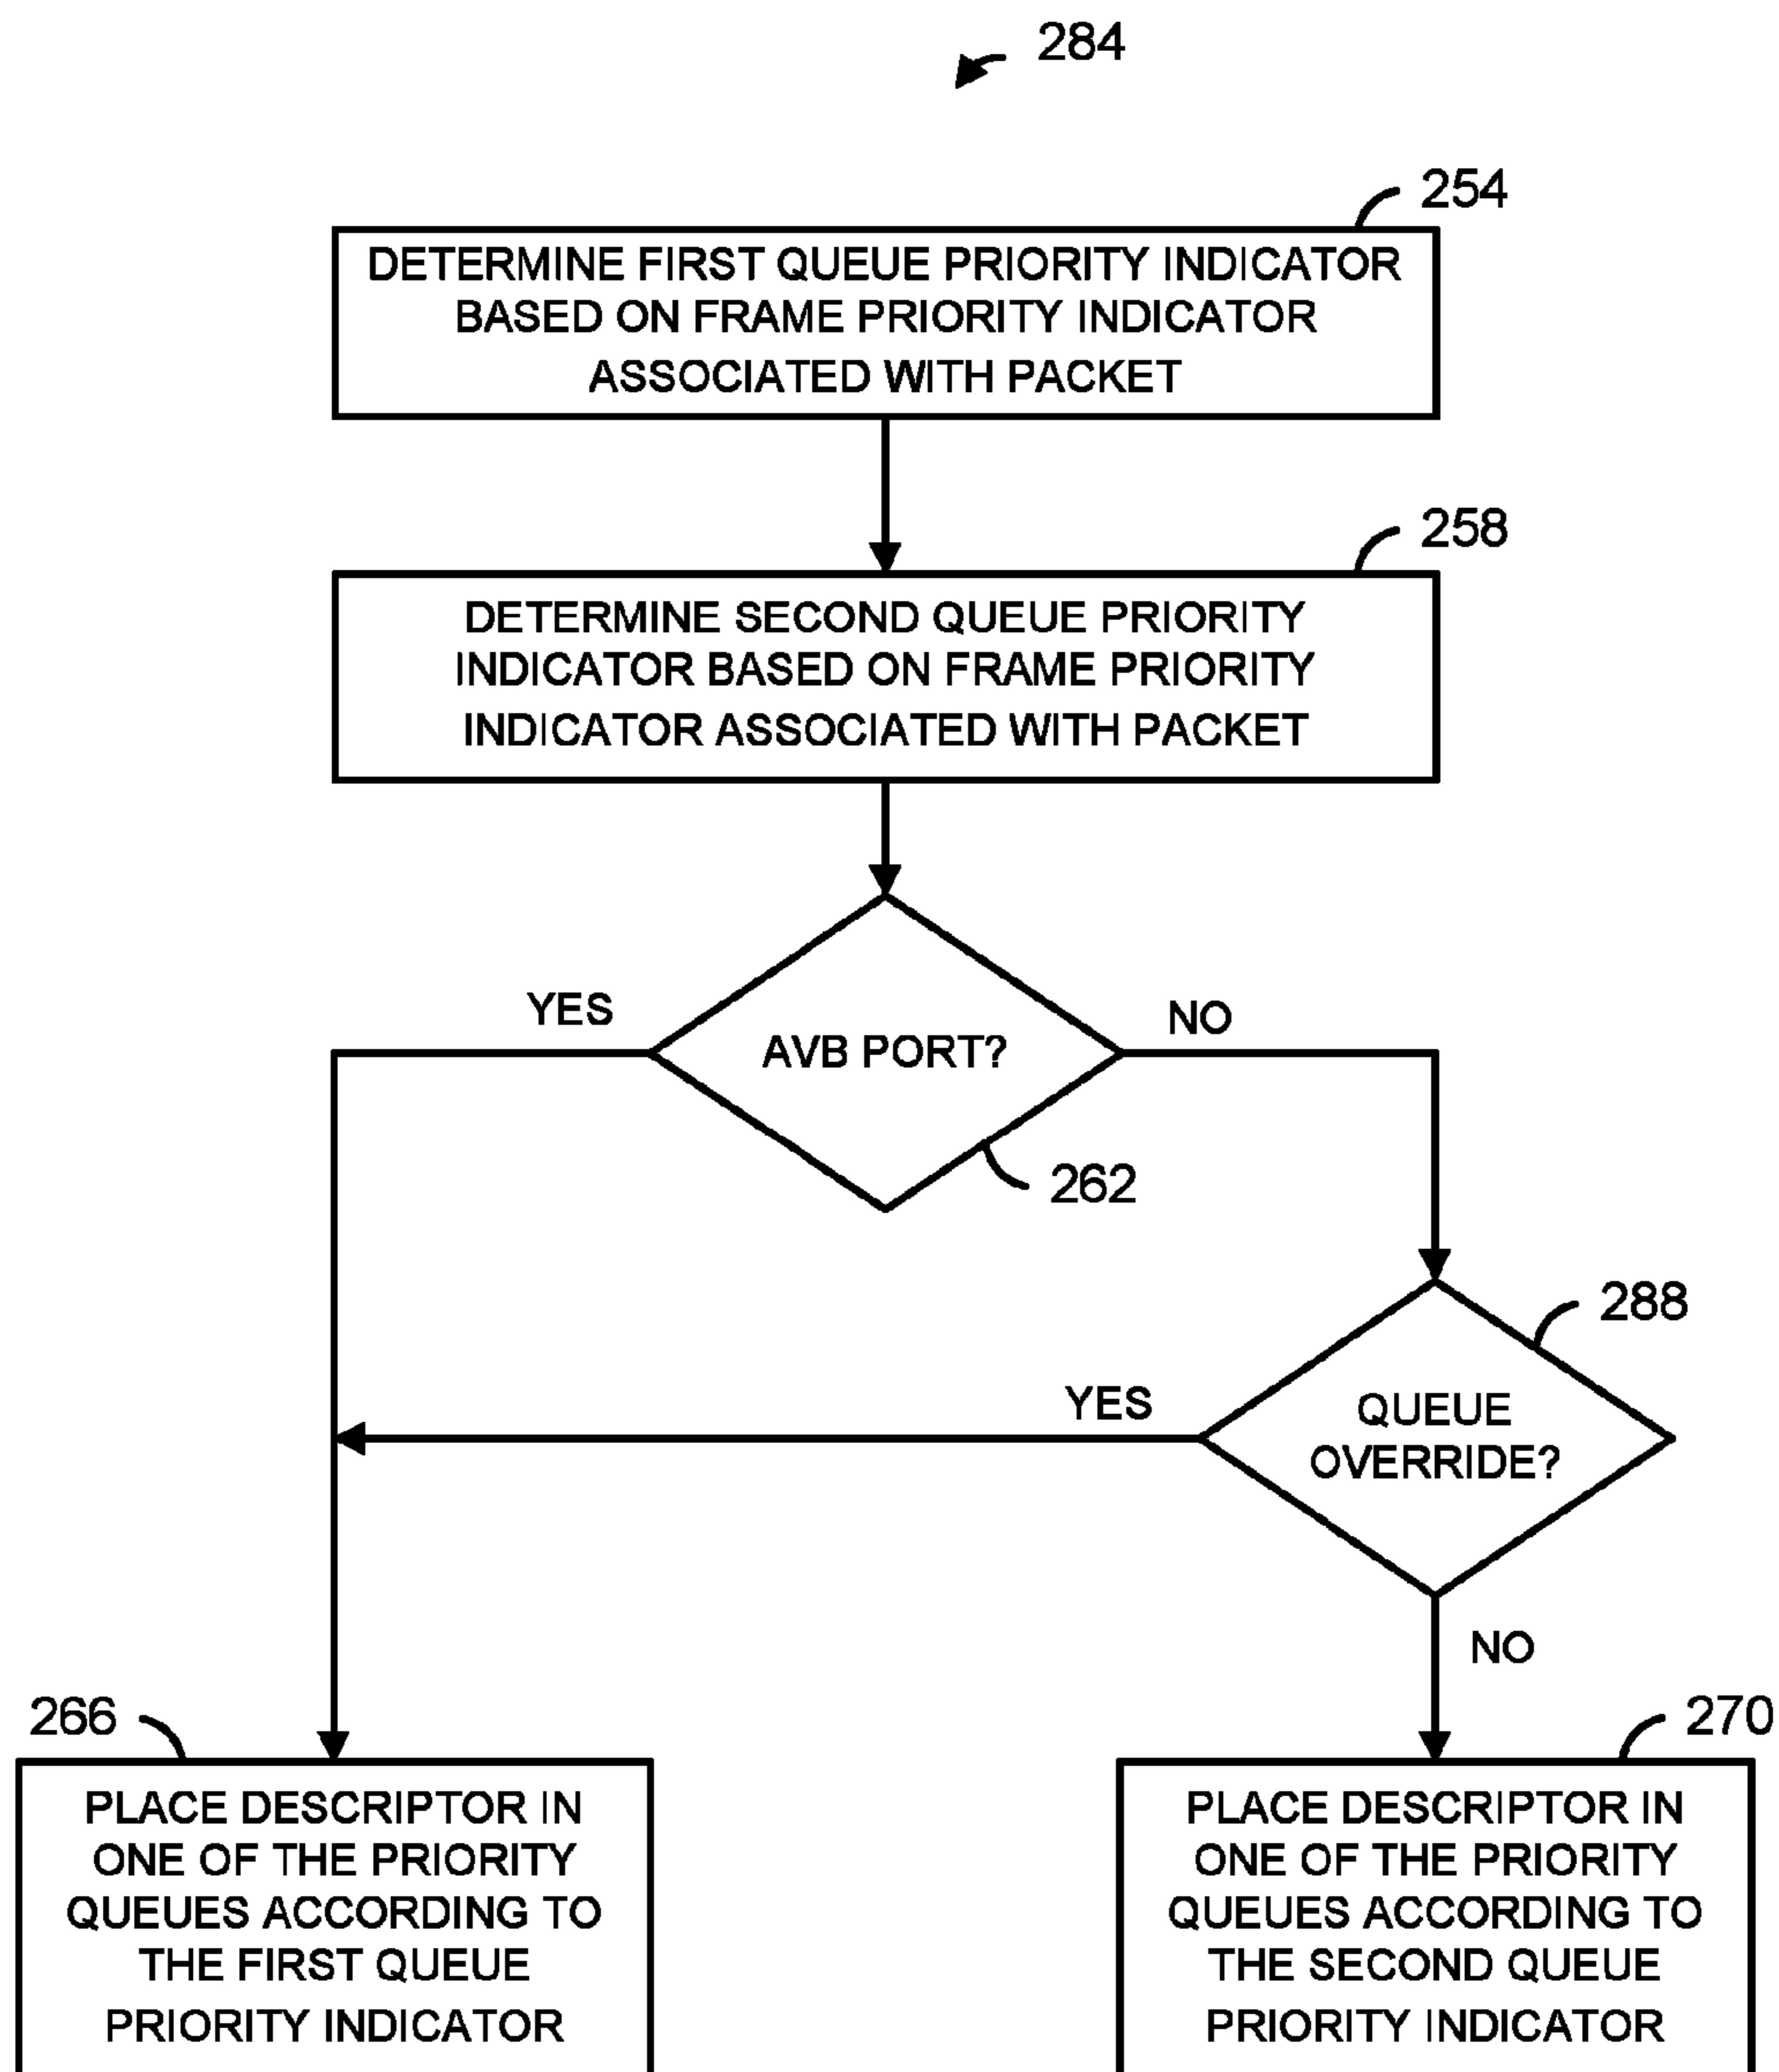 284
254
DETERMINE FIRST QUEUE PRIORITY INDICATOR
BASED ON FRAME PRIORITY INDICATOR
ASSOCIATED WITH PACKET
258
DETERMINE SECOND QUEUE PRIORITY
INDICATOR BASED ON FRAME PRIORITY
INDICATOR ASSOCIATED WITH PACKET
YES
NO
AVB PORT?
262
288
YES
QUEUE
OVERRIDE?
NO
266
270
PLACE DESCRIPTOR IN
ONE OF THE PRIORITY
QUEUES ACCORDING TO
THE FIRST QUEUE
PRIORITY INDICATOR
PLACE DESCRIPTOR IN
ONE OF THE PRIORITY
QUEUES ACCORDING TO
THE SECOND QUEUE
PRIORITY INDICATOR